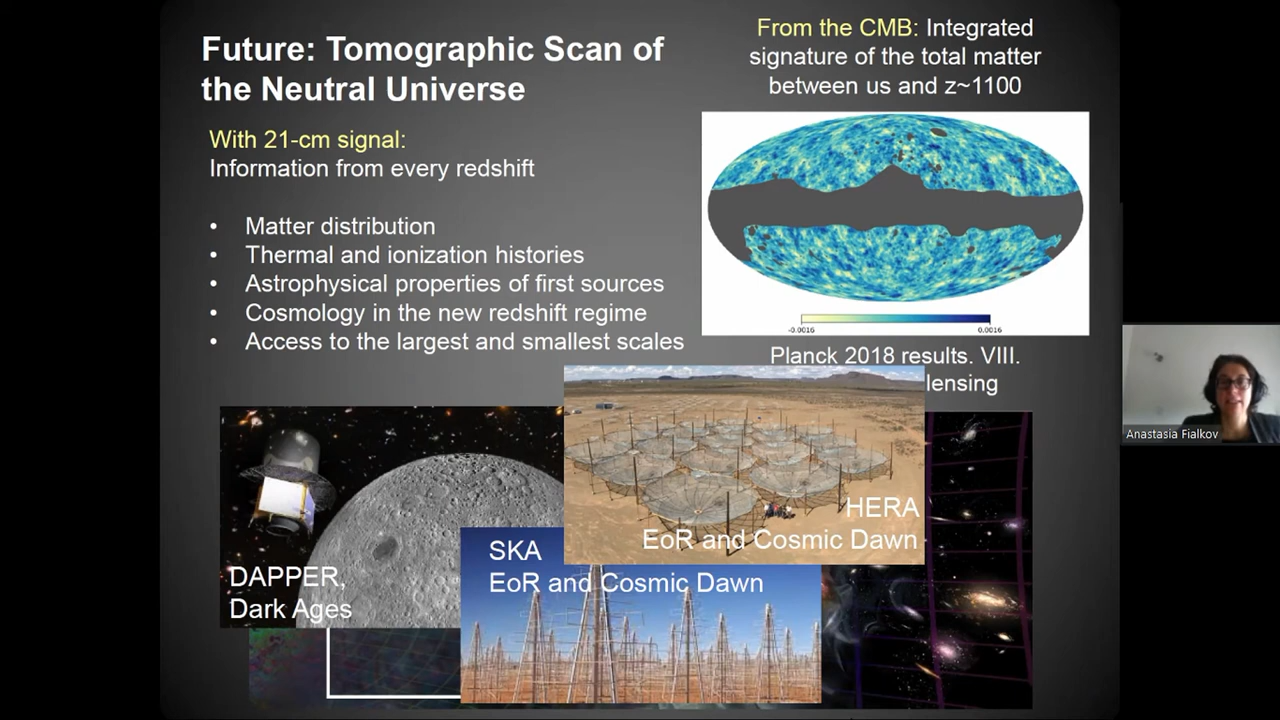 Future: Tomographic Scan of
the Neutral Universe
With 21-cm signal:
Information from every redshift
• Matter distribution
• Thermal and ionization histories
• Astrophysical properties of first sources
• Cosmology in the new redshift regime
• Access to the largest and smallest scales
From the CMB: Integrated
signature of the total matter
between us and z~1100
-0.0016 0.0016
Planck 2018 results. VIII.
lensing
HERA
EoR and Cosmic Dawn
SKA
EoR and Cosmic Dawn
DAPPER,
Dark Ages
Anastasia Fialkov